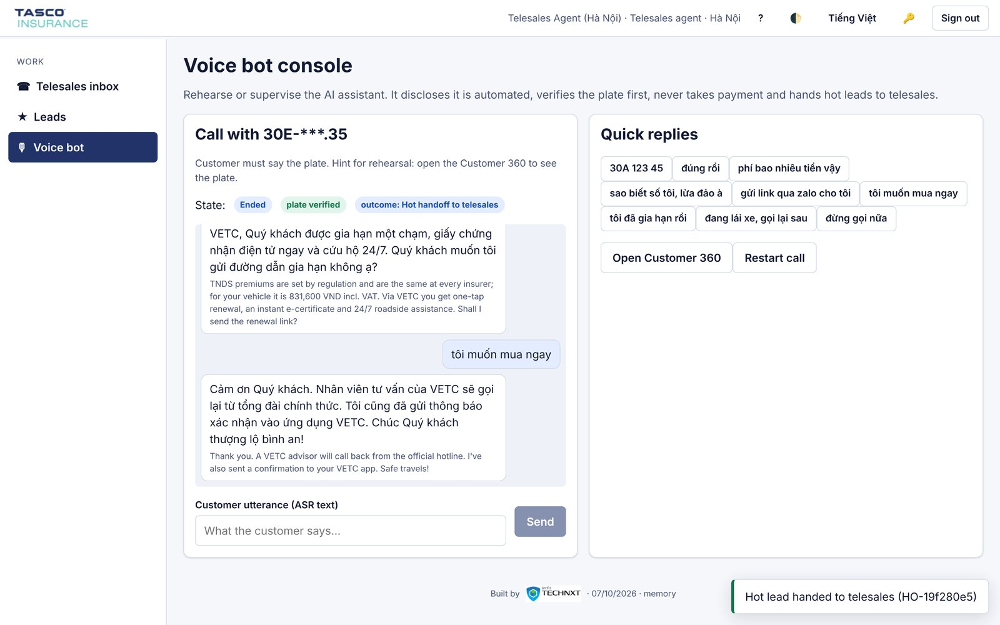 TASCO
INSURANCE
Telesales Agent (Hà Nội) · Telesales agent · Hà Nội
?
Tiếng Việt
Sign out
WORK
Telesales inbox
Leads
Voice bot
Voice bot console
Rehearse or supervise the AI assistant. It discloses it is automated, verifies the plate first, never takes payment and hands hot leads to telesales.
Call with 30E-***.35
Customer must say the plate. Hint for rehearsal: open the Customer 360 to see
the plate.
State: Ended plate verified outcome: Hot handoff to telesales
VETC, Quý khách được gia hạn một chạm, giấy chứng
nhận điện tử ngay và cứu hộ 24/7. Quý khách muốn tôi
gửi đường dẫn gia hạn không ạ?
TNDS premiums are set by regulation and are the same at every insurer;
for your vehicle it is 831,600 VND incl. VAT. Via VETC you get one-tap
renewal, an instant e-certificate and 24/7 roadside assistance. Shall I
send the renewal link?
tôi muốn mua ngay
Cảm ơn Quý khách. Nhân viên tư vấn của VETC sẽ gọi
lại từ tổng đài chính thức. Tôi cũng đã gửi thông báo
xác nhận vào ứng dụng VETC. Chúc Quý khách
thượng lộ bình an!
Thank you. A VETC advisor will call back from the official hotline. I've
also sent a confirmation to your VETC app. Safe travels!
Customer utterance (ASR text)
What the customer says...
Send
Quick replies
30A 123 45 đúng rồi phí bao nhiêu tiền vậy
sao biết số tôi, lừa đảo à gửi link qua zalo cho tôi tôi muốn mua ngay
tôi đã gia hạn rồi đang lái xe, gọi lại sau đừng gọi nữa
Open Customer 360 Restart call
Built by iorta TECHNXT · 07/10/2026 · memory
Hot lead handed to telesales (HO-19f280e5)